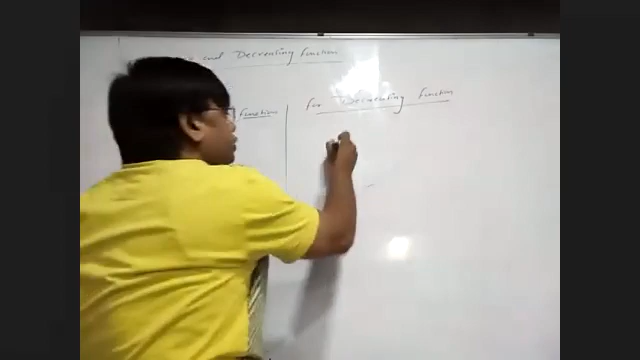 and Decreasing function
function
For Decreasing function